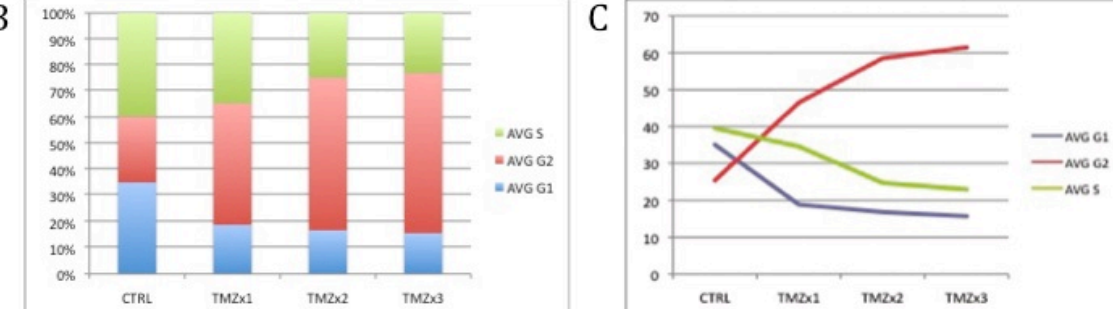 B
100%
90%
80%
70%
60%
50%
40%
30%
20%
10%
0%
CTRL TMZx1 TMZx2 TMZx3
AVG S
AVG G2
AVG G1
C
70
60
50
40
30
20
10
0
CTRL TMZx1 TMZx2 TMZx3
AVG G1
AVG G2
AVG S